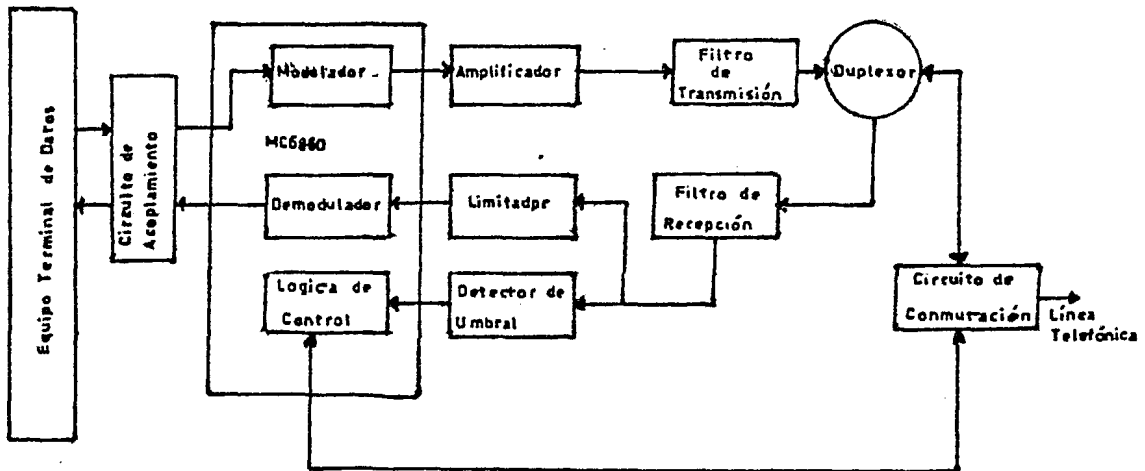 Equipo Terminal de Datos
Circuito de
Acoplamiento
Modulador
Amplificador
Filtro
de
Transmisión
Duplexor
MC6860
Demodulador
Limitadpr
Filtro de
Recepción
Logica de
Control
Detector de
Umbral
Circuito de
Conmutación
Línea
Telefónica